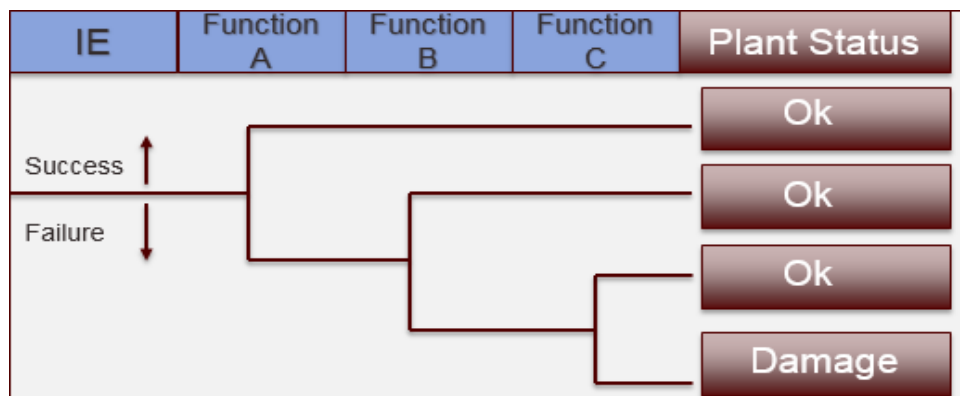 IE
Function
A
Function
B
Function
C
Plant Status
Ok
Success
Ok
Failure
Ok
Damage